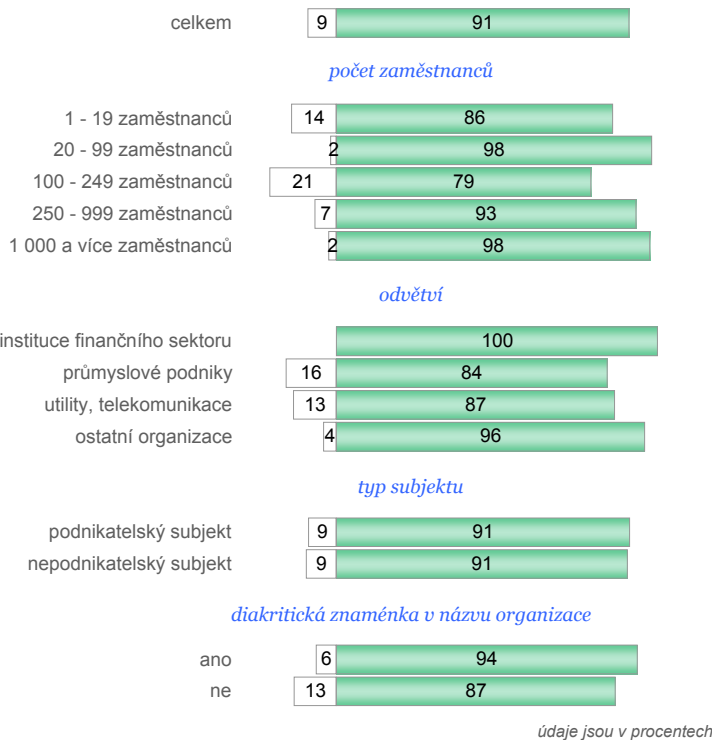 celkem 9 91
počet zaměstnanců
1 - 19 zaměstnanců 14 86
20 - 99 zaměstnanců 2 98
100 - 249 zaměstnanců 21 79
250 - 999 zaměstnanců 7 93
1 000 a více zaměstnanců 2 98
odvětví
instituce finančního sektoru 100
průmyslové podniky 16 84
utility, telekomunikace 13 87
ostatní organizace 4 96
typ subjektu
podnikatelský subjekt 9 91
nepodnikatelský subjekt 9 91
diakritická znaménka v názvu organizace
ano 6 94
ne 13 87
údaje jsou v procentech